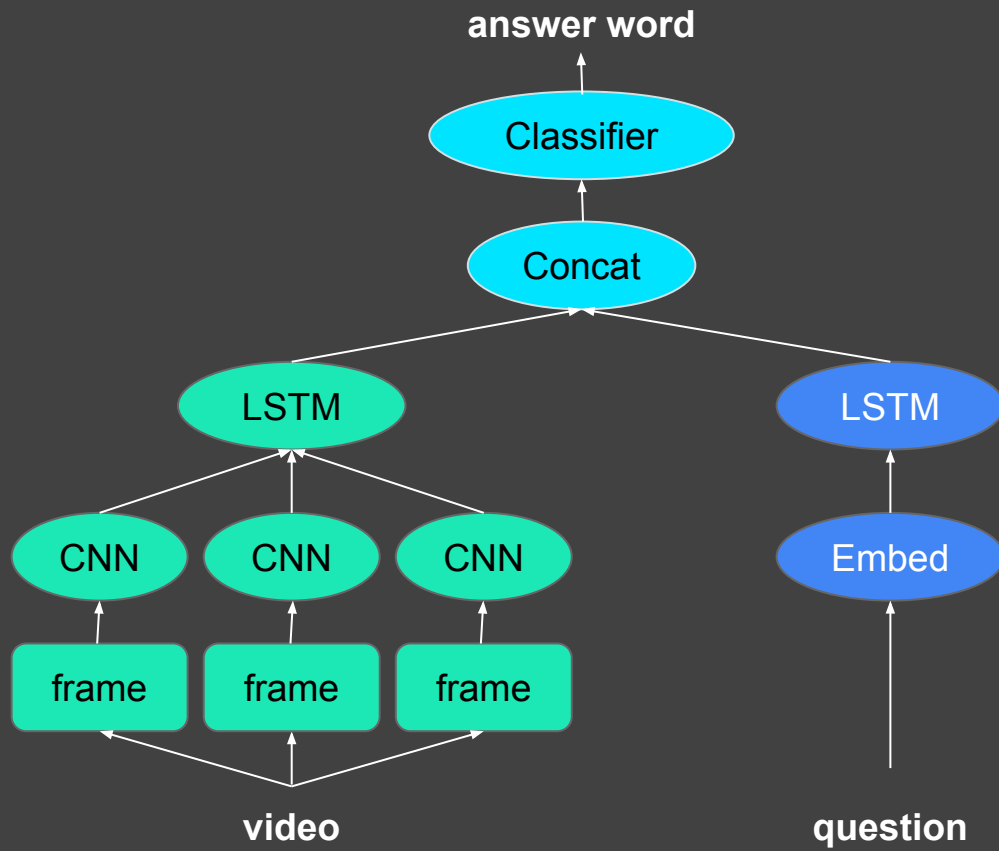 answer word
Classifier
Concat
LSTM LSTM
CNN CNN CNN Embed
frame frame frame
video question